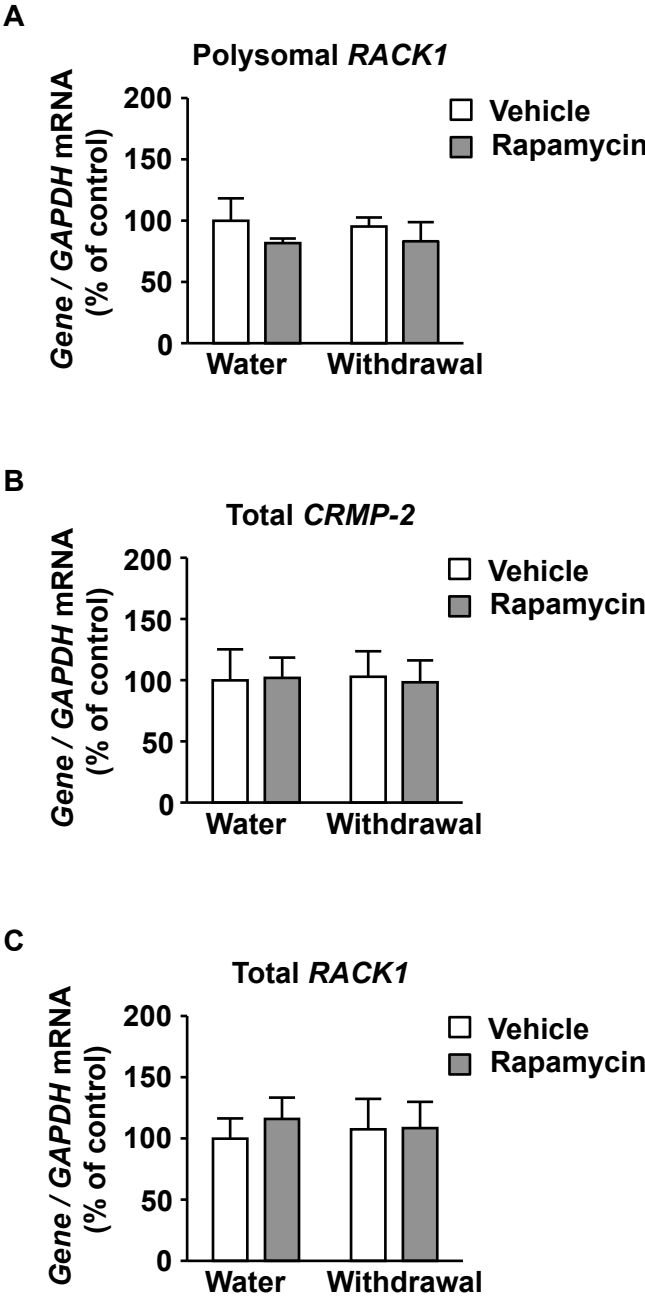 A
Polysomal RACK1
Gene / GAPDH mRNA
(% of control)
200
150
100
50
0
Vehicle
Rapamycin
Water Withdrawal
B
Total CRMP-2
Gene / GAPDH mRNA
(% of control)
200
150
100
50
0
Vehicle
Rapamycin
Water Withdrawal
C
Total RACK1
Gene / GAPDH mRNA
(% of control)
200
150
100
50
0
Vehicle
Rapamycin
Water Withdrawal